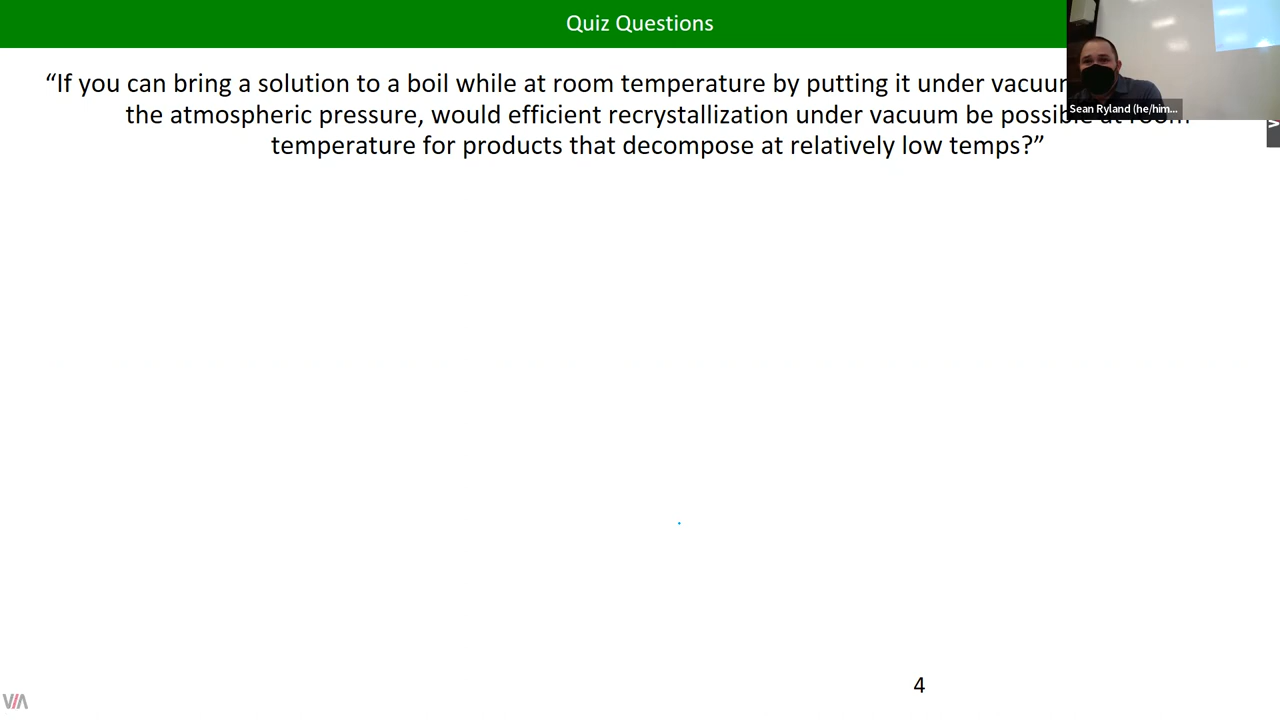 Quiz Questions
“If you can bring a solution to a boil while at room temperature by putting it under vacuum
the atmospheric pressure, would efficient recrystallization under vacuum be possible at room
temperature for products that decompose at relatively low temps?”
Sean Ryland (he/him...
4
VIA